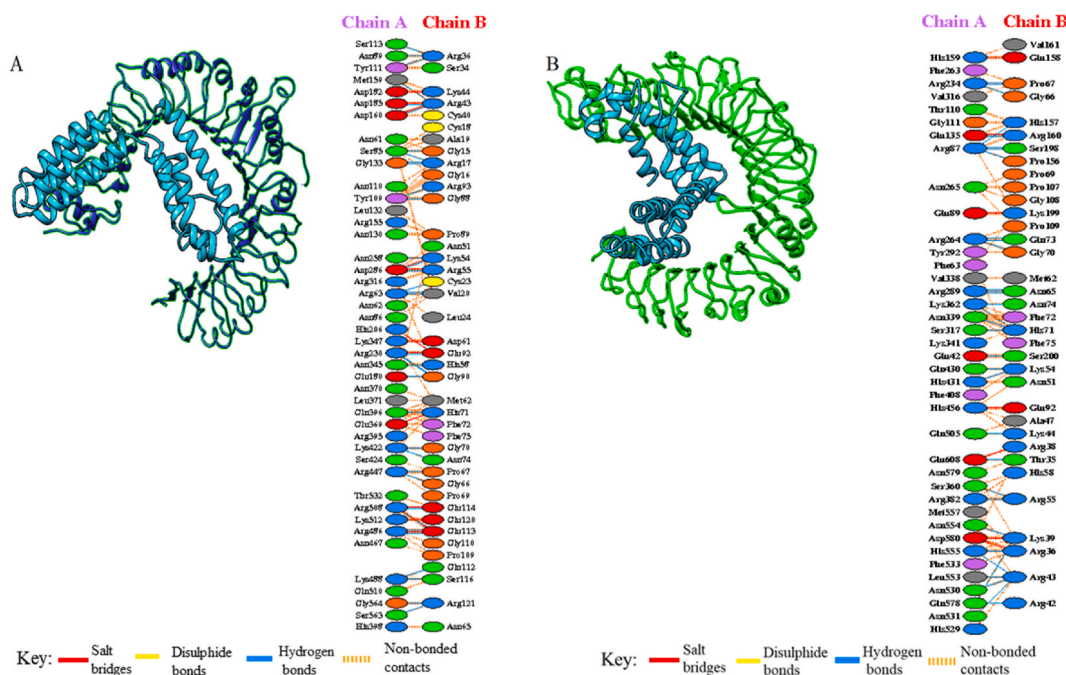 Chain A Chain B
A
Ser113
Asn89 Arg36
Tyr111 Ser34
Met159
Asp182 Lys44
Asp185 Arg43
Asp160 Cys40
Cys18
Asn61 Ala19
Ser85 Gly15
Gly133 Arg17
Gly16
Asn110 Arg93
Tyr109 Gly88
Leu132
Arg155
Asn130 Pro89
Asn51
Asn258 Lys54
Asp286 Arg55
Arg316 Cys23
Arg63 Val20
Asn62
Asn86 Leu24
His206
Lys347 Asp61
Arg230 Glu92
Asn345 His58
Glu180 Gly90
Asn370
Leu371 Met62
Gln396 His71
Glu369 Phe72
Arg395 Phe75
Lys422 Gly70
Ser424 Asn74
Arg447 Pro67
Gly66
Thr532 Pro69
Arg508 Glu114
Lys512 Glu120
Arg486 Glu113
Asn467 Gly110
Pro109
Gln112
Lys488 Ser116
Gln510
Gly564 Arg121
Ser563
His398 Asn65
Key: Salt bridges Disulphide bonds Hydrogen bonds Non-bonded contacts
Chain A Chain B
B
Val161
His159 Gln158
Phe263
Arg234 Pro67
Val316 Gly66
Thr110
Gly111 His157
Glu135 Arg160
Arg87 Ser198
Pro156
Pro69
Asn265 Pro107
Gly108
Glu89 Lys199
Pro109
Arg264 Gln73
Tyr292 Gly70
Phe63
Val338 Met62
Arg289 Asn65
Lys362 Asn74
Asn339 Phe72
Ser317 His71
Lys341 Phe75
Glu42 Ser200
Gln430 Lys54
His431 Asn51
Phe408
His456 Glu92
Ala47
Gln505 Lys44
Arg38
Glu608 Thr35
Asn579 His58
Ser360
Arg382 Arg55
Met557
Asn554
Asp580 Lys39
His555 Arg36
Phe533
Leu553 Arg43
Asn530
Gln578 Arg42
Asn531
His529
Key: Salt bridges Disulphide bonds Hydrogen bonds Non-bonded contacts